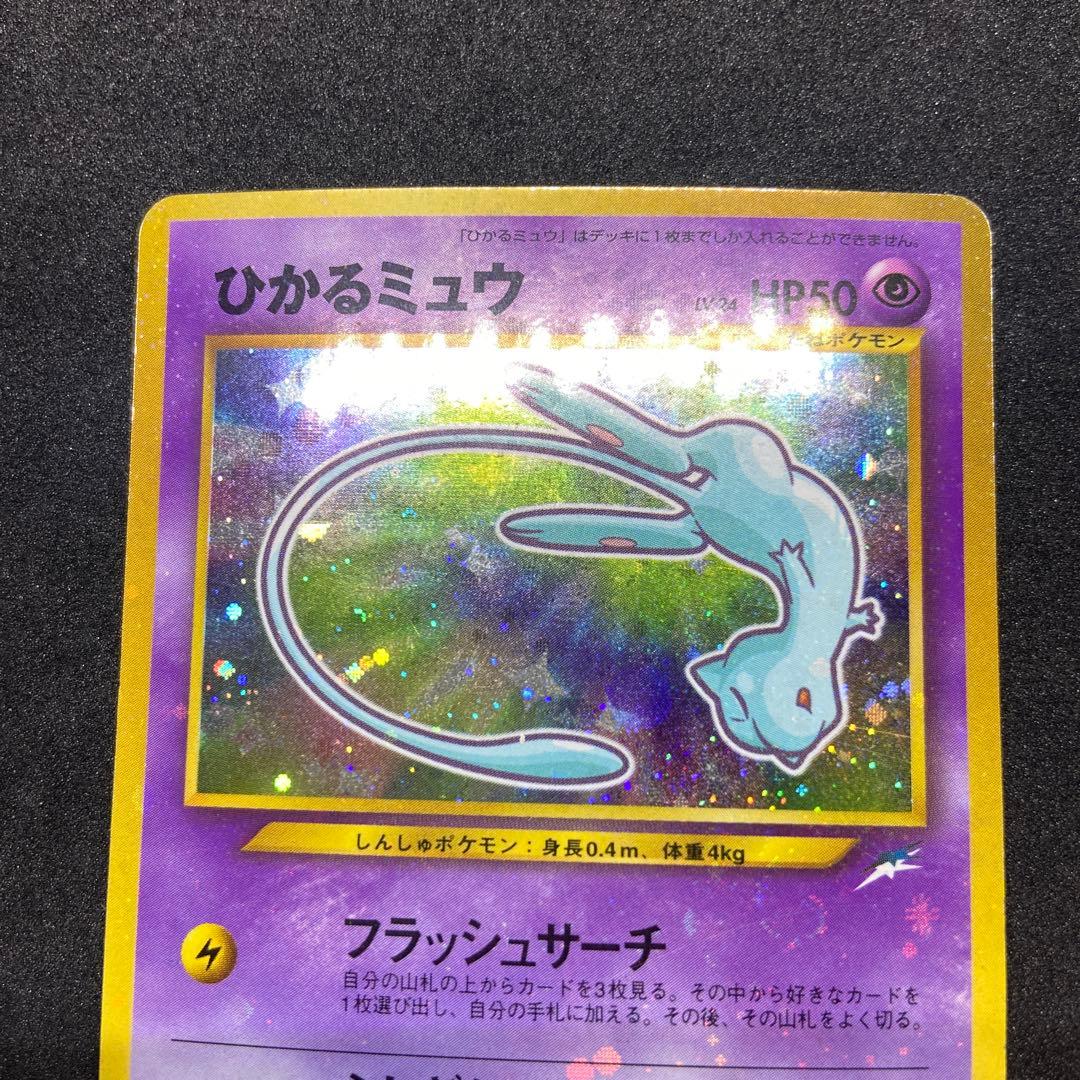 「ひかるミュウ」はデッキに1枚までしか入れることができません。
ひかるミュウ
LV.24 HP50
たねポケモン
しんしゅポケモン：身長0.4m、体重4kg
フラッシュサーチ
自分の山札の上からカードを3枚見る。その中から好きなカードを
1枚選び出し、自分の手札に加える。その後、その山札をよく切る。